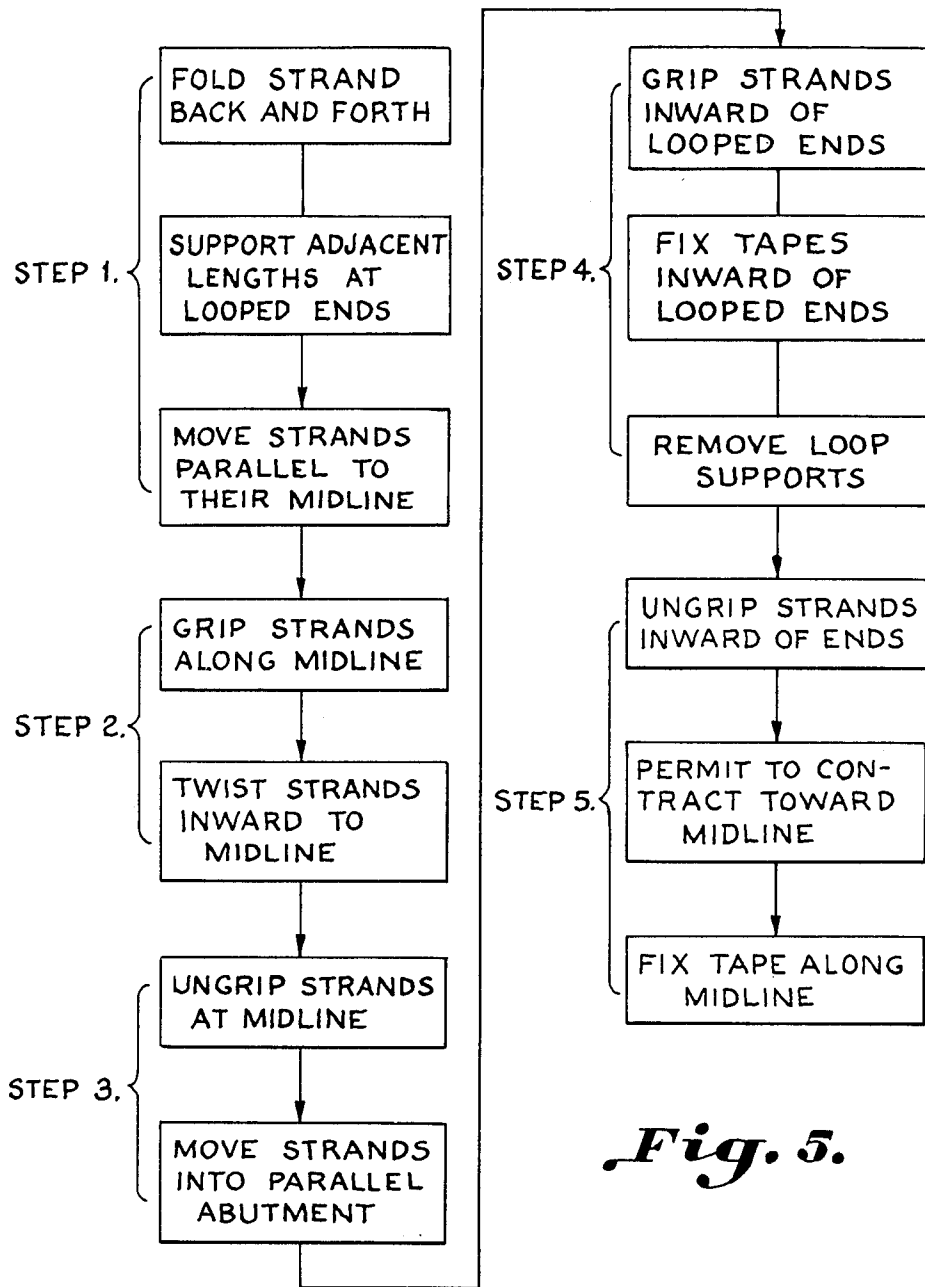 STEP 1.
FOLD STRAND
BACK AND FORTH
SUPPORT ADJACENT
LENGTHS AT
LOOPED ENDS
MOVE STRANDS
PARALLEL TO
THEIR MIDLINE
STEP 2.
GRIP STRANDS
ALONG MIDLINE
TWIST STRANDS
INWARD TO
MIDLINE
STEP 3.
UNGRIP STRANDS
AT MIDLINE
MOVE STRANDS
INTO PARALLEL
ABUTMENT
STEP 4.
GRIP STRANDS
INWARD OF
LOOPED ENDS
FIX TAPES
INWARD OF
LOOPED ENDS
REMOVE LOOP
SUPPORTS
STEP 5.
UNGRIP STRANDS
INWARD OF ENDS
PERMIT TO CON-
TRACT TOWARD
MIDLINE
FIX TAPE ALONG
MIDLINE
Fig. 5.